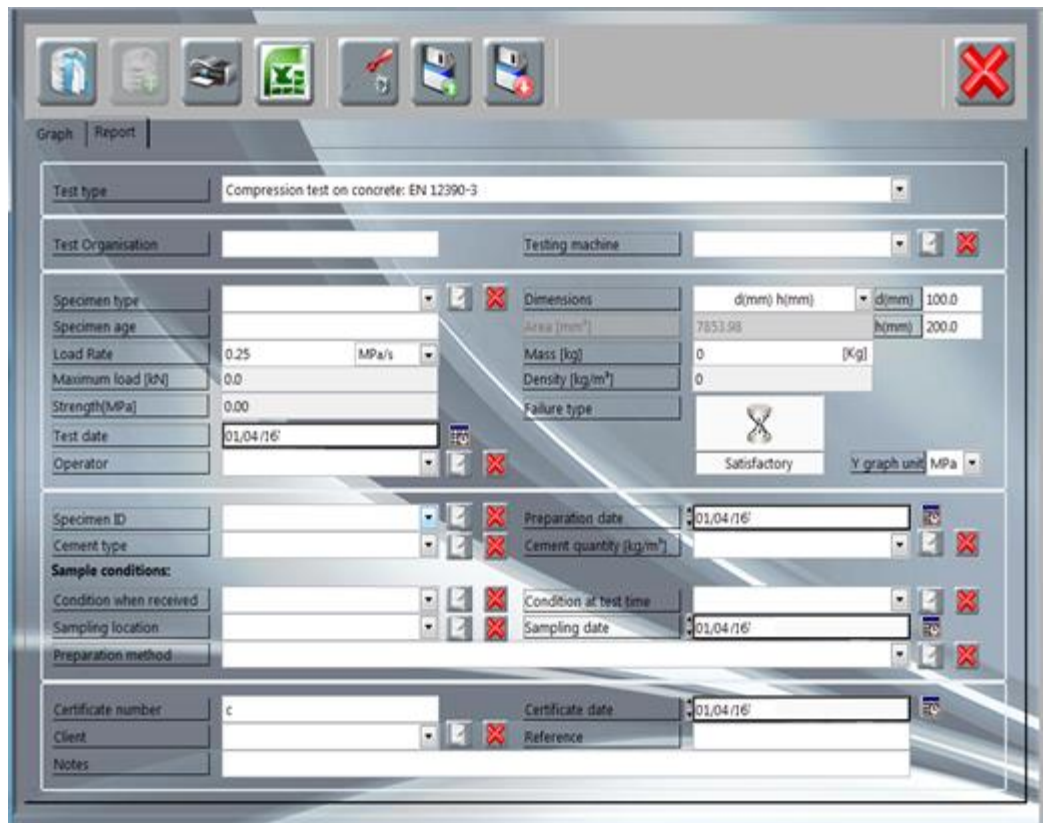 Graph Report
Test type Compression test on concrete: EN 12390-3
Test Organisation Testing machine
Specimen type Dimensions d(mm) h(mm) d(mm) 100.0
Specimen age Area [mm²] 7853.98 h(mm) 200.0
Load Rate 0.25 MPa/s Mass [kg] 0 [Kg]
Maximum load [kN] 0.0 Density [kg/m³] 0
Strength[MPa] 0.00 Failure type
Test date 01/04/16
Operator Satisfactory Y graph unit MPa
Specimen ID Preparation date 01/04/16
Cement type Cement quantity [kg/m³]
Sample conditions:
Condition when received Condition at test time
Sampling location Sampling date 01/04/16
Preparation method
Certificate number c Certificate date 01/04/16
Client Reference
Notes